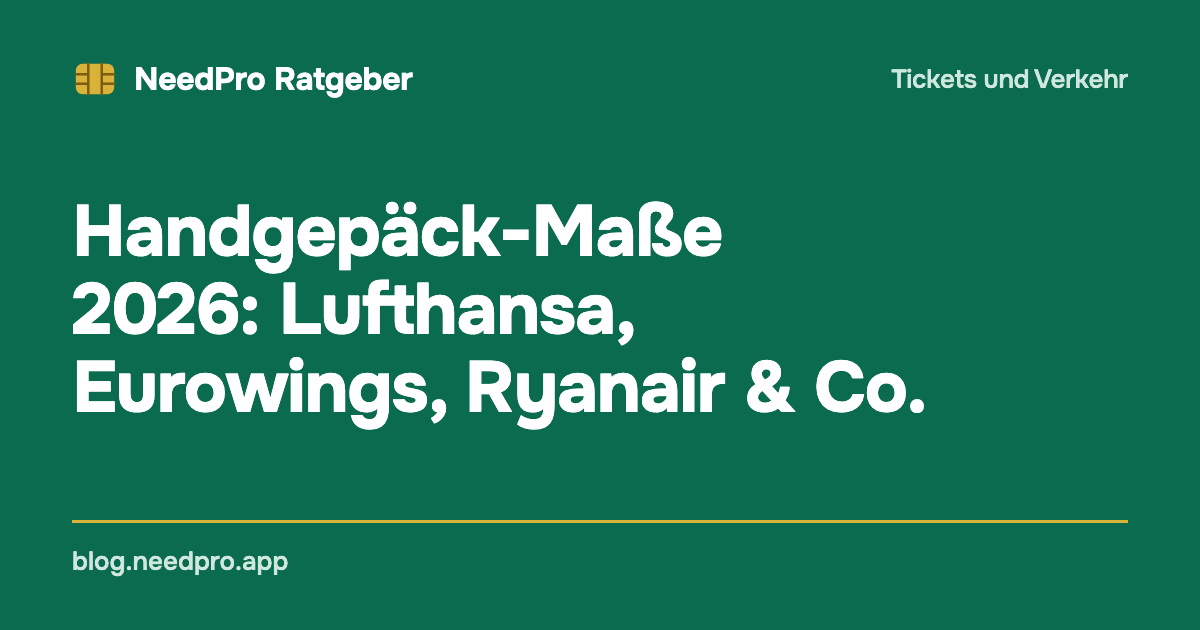 NeedPro Ratgeber
Tickets und Verkehr
Handgepäck-Maße
2026: Lufthansa,
Eurowings, Ryanair & Co.
blog.needpro.app